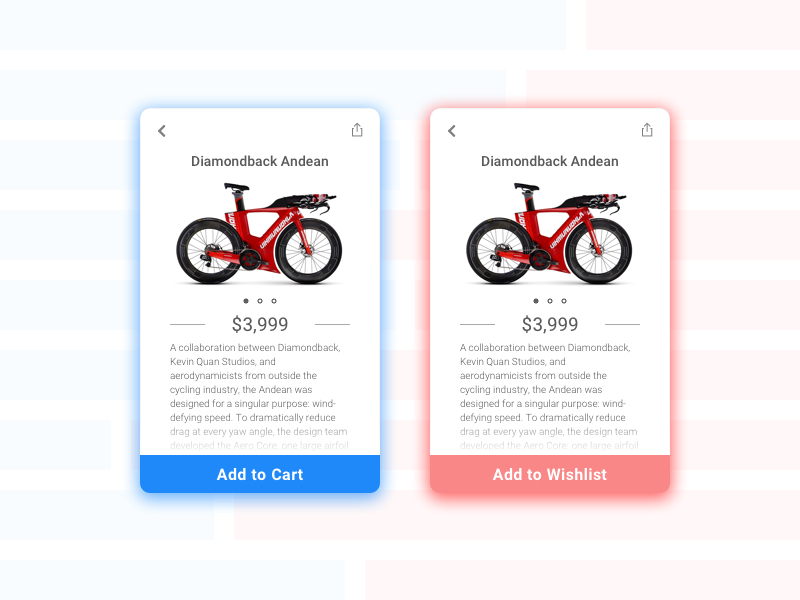 Diamondback Andean
$3,999
A collaboration between Diamondback,
Kevin Quan Studios, and
aerodynamicists from outside the
cycling industry, the Andean was
designed for a singular purpose: wind-
defying speed. To dramatically reduce
drag at every yaw angle, the design team
developed the Aero Core: one large airfoil
Add to Cart
Diamondback Andean
$3,999
A collaboration between Diamondback,
Kevin Quan Studios, and
aerodynamicists from outside the
cycling industry, the Andean was
designed for a singular purpose: wind-
defying speed. To dramatically reduce
drag at every yaw angle, the design team
developed the Aero Core: one large airfoil
Add to Wishlist